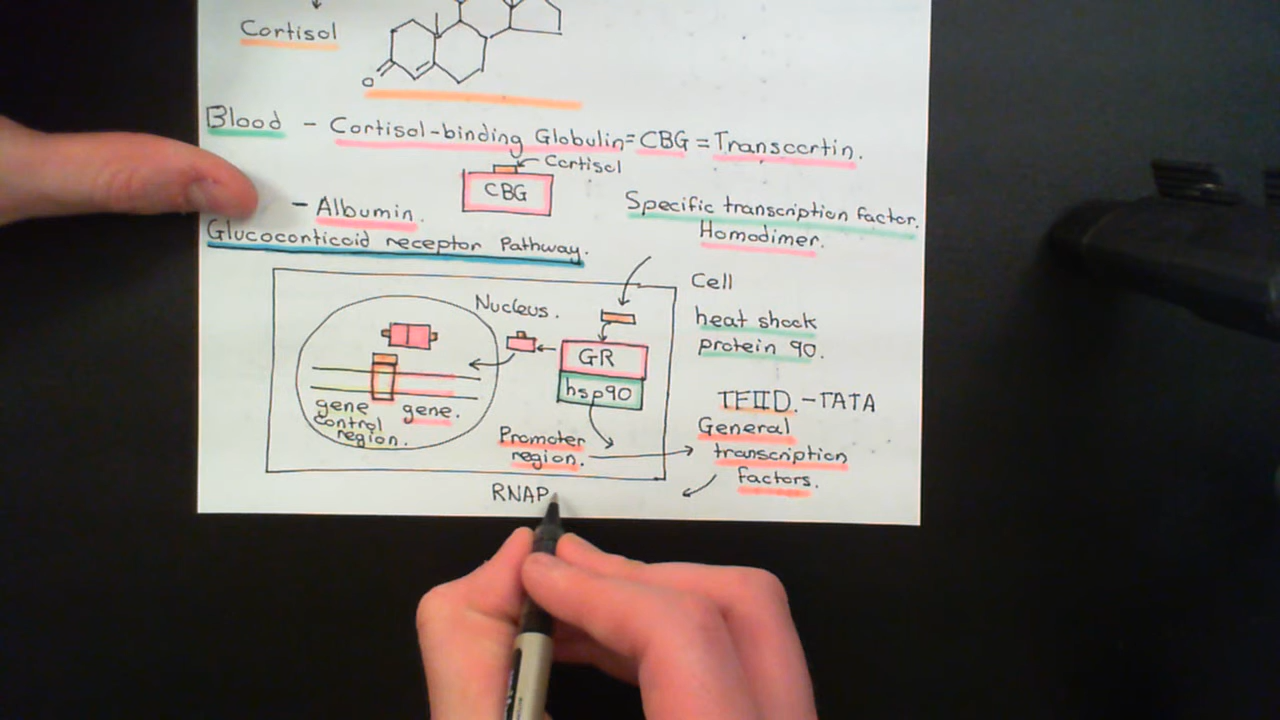 Cortisol
O
Blood - Cortisol-binding Globulin = CBG = Transcortin.
Cortisol
CBG
- Albumin.
Specific transcription factor.
Homodimer.
Glucocorticoid receptor Pathway.
Cell
Nucleus.
heat shock
protein 90.
GR
hsp90
gene
control
region.
gene.
TFIID. - TATA
General
transcription
factors.
Promoter
region.
RNAP